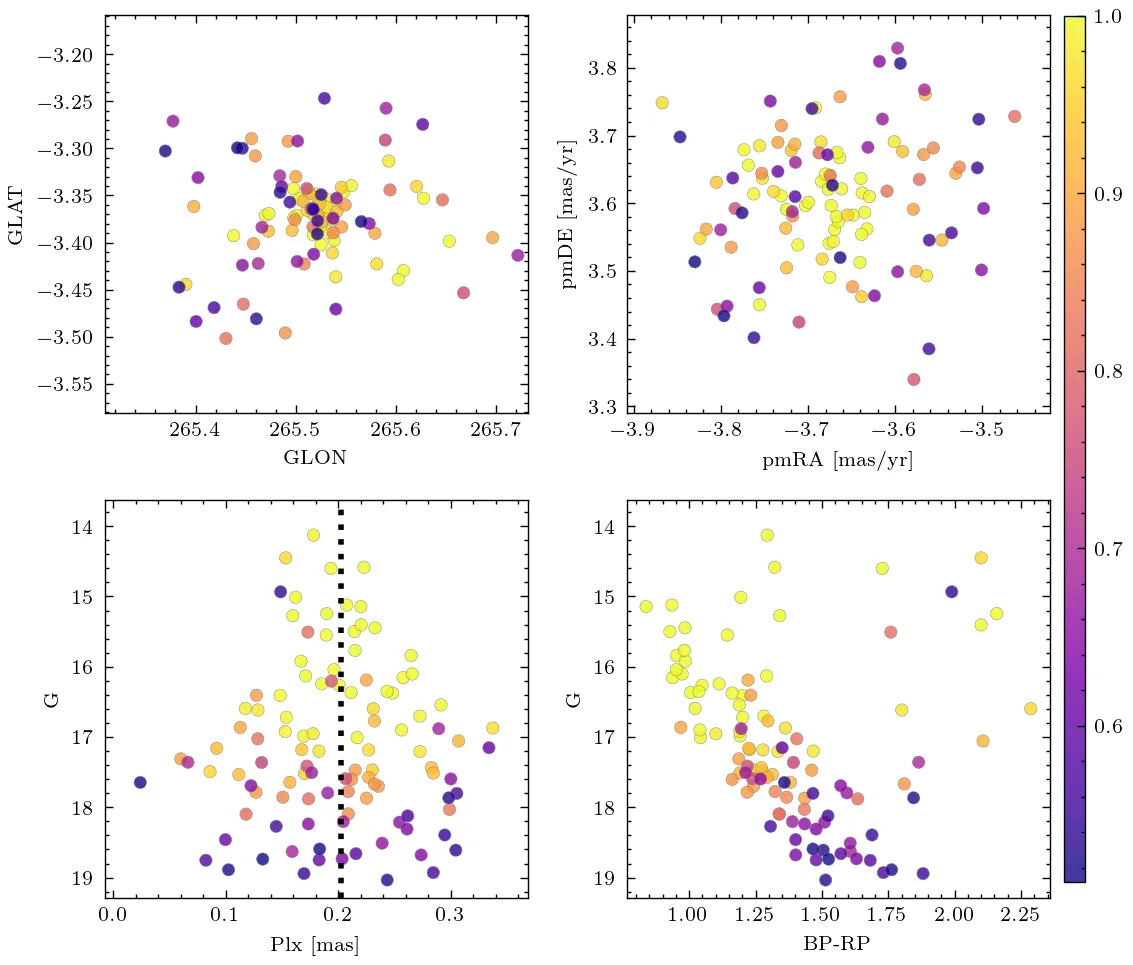 −3.20
−3.25
−3.30
−3.35
−3.40
−3.45
−3.50
−3.55
GLAT
265.4 265.5 265.6 265.7
GLON
3.8
3.7
3.6
3.5
3.4
3.3
pmDE [mas/yr]
−3.9 −3.8 −3.7 −3.6 −3.5
pmRA [mas/yr]
1.0
0.9
0.8
0.7
0.6
14
15
16
17
18
19
G
0.0 0.1 0.2 0.3
Plx [mas]
14
15
16
17
18
19
G
1.00 1.25 1.50 1.75 2.00 2.25
BP-RP